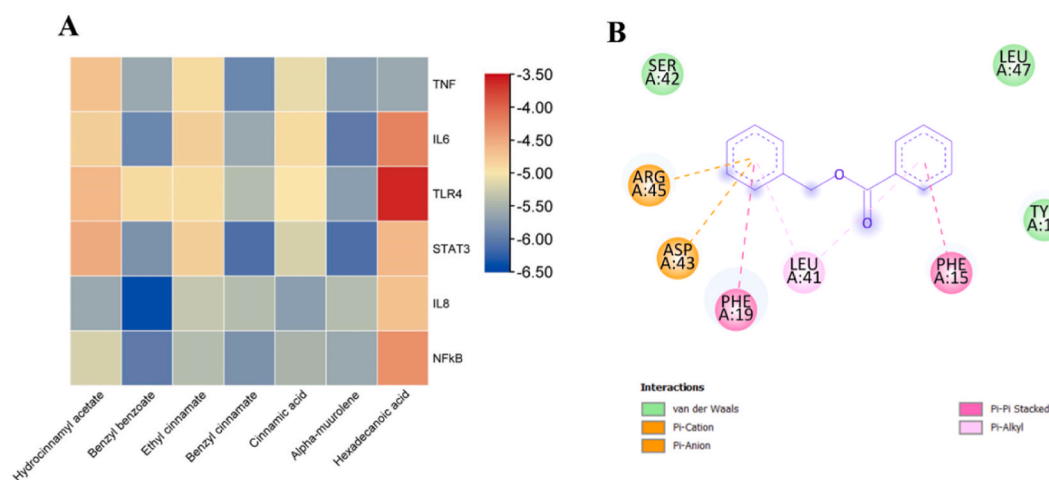 A
TNF
IL6
TLR4
STAT3
IL8
NFkB
-3.50
-4.00
-4.50
-5.00
-5.50
-6.00
-6.50
Hydrocinnamyl acetate
Benzyl benzoate
Ethyl cinnamate
Benzyl cinnamate
Cinnamic acid
Alpha-muurolene
Hexadecanoic acid
B
SER
A:42
LEU
A:47
ARG
A:45
O
O
ASP
A:43
LEU
A:41
PHE
A:19
PHE
A:15
TY
A:1
Interactions
van der Waals
Pi-Cation
Pi-Anion
Pi-Pi Stacked
Pi-Alkyl